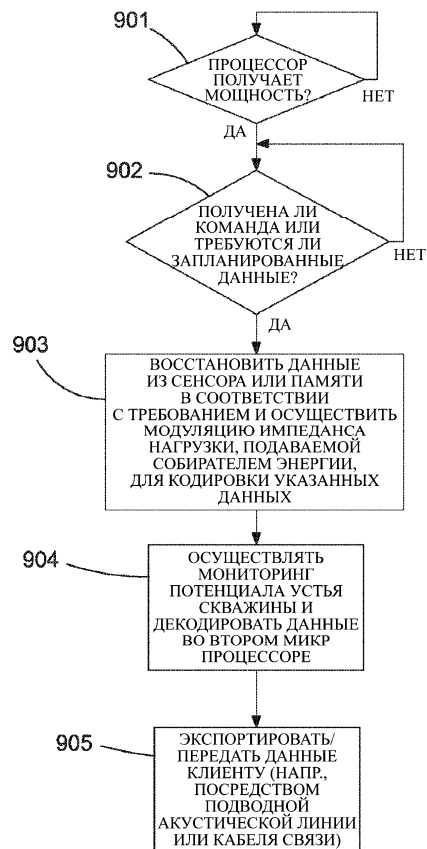 901
ПРОЦЕССОР
ПОЛУЧАЕТ
МОЩНОСТЬ?
НЕТ
ДА
902
ПОЛУЧЕНА ЛИ
КОМАНДА ИЛИ
ТРЕБУЮТСЯ ЛИ
ЗАПЛАНИРОВАННЫЕ
ДАННЫЕ?
НЕТ
ДА
903
ВОССТАНОВИТЬ ДАННЫЕ
ИЗ СЕНСОРА ИЛИ ПАМЯТИ
В СООТВЕТСТВИИ
С ТРЕБОВАНИЕМ И ОСУЩЕСТВИТЬ
МОДУЛЯЦИЮ ИМПЕДАНСА
НАГРУЗКИ, ПОДАВАЕМОЙ
СОБИРАТЕЛЕМ ЭНЕРГИИ,
ДЛЯ КОДИРОВКИ УКАЗАННЫХ
ДАННЫХ
904
ОСУЩЕСТВЛЯТЬ
МОНИТОРИНГ
ПОТЕНЦИАЛА УСТЬЯ
СКВАЖИНЫ И
ДЕКОДИРОВАТЬ ДАННЫЕ
ВО ВТОРОМ МИКР
ПРОЦЕССОРЕ
905
ЭКСПОРТИРОВАТЬ/
ПЕРЕДАТЬ ДАННЫЕ
КЛИЕНТУ (НАПР.,
ПОСРЕДСТВОМ
ПОДВОДНОЙ
АКУСТИЧЕСКОЙ ЛИНИИ
ИЛИ КАБЕЛЯ СВЯЗИ)